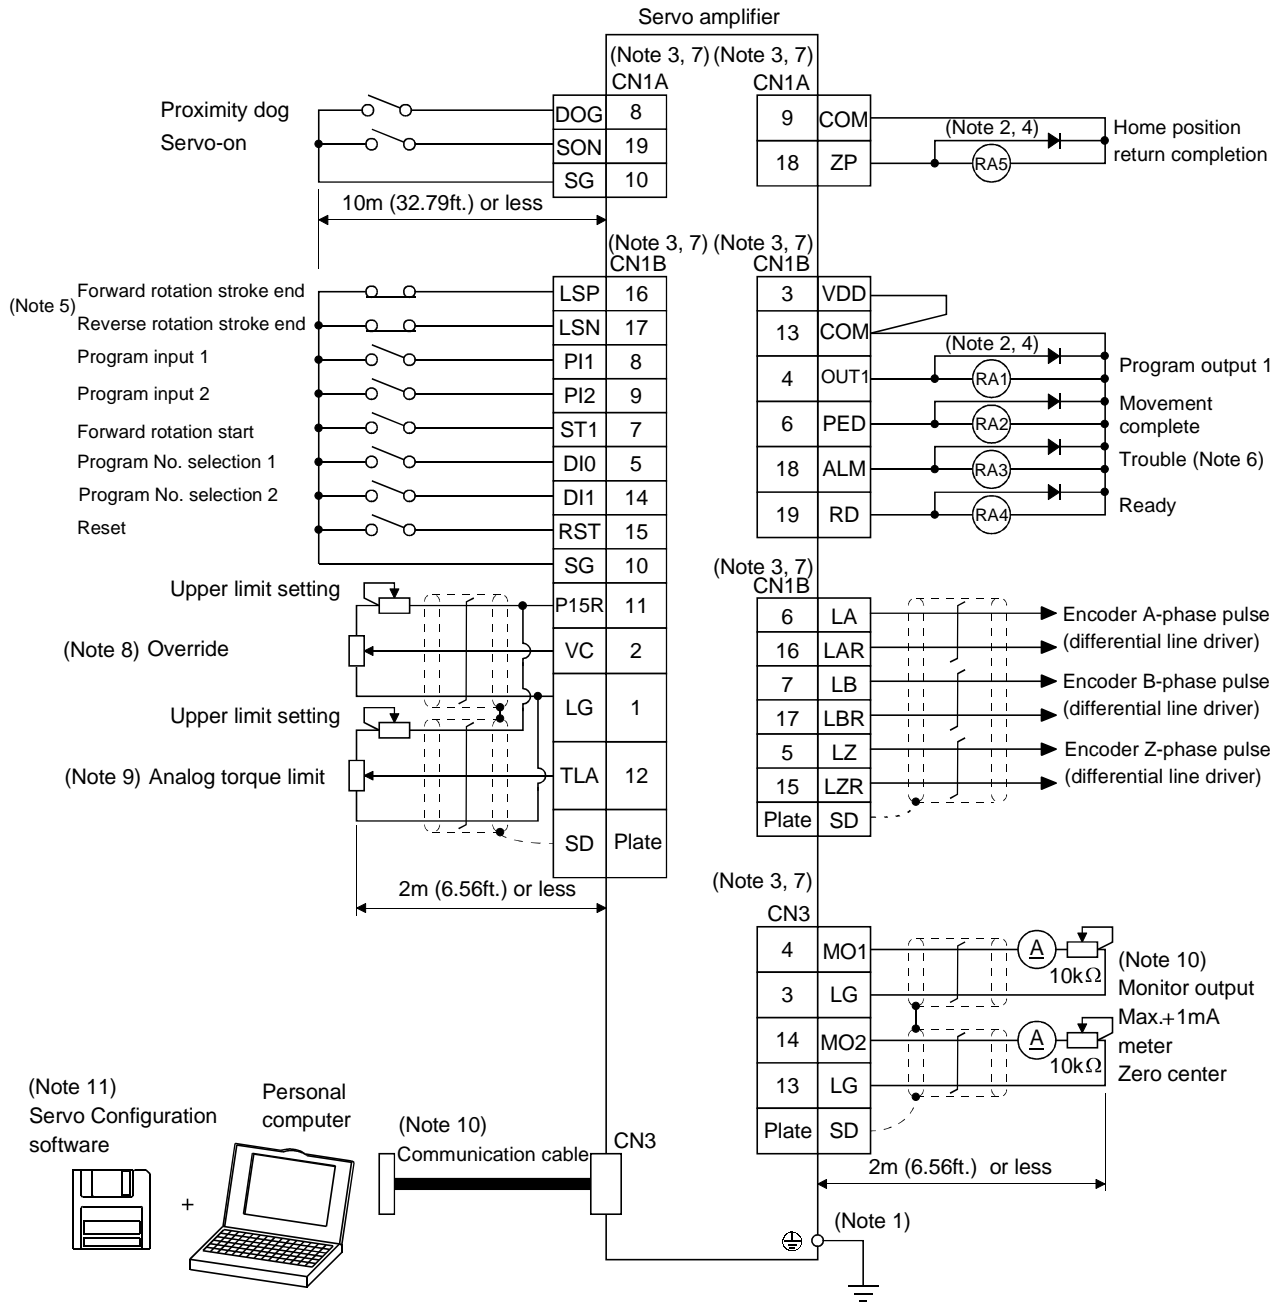 Servo amplifier
(Note 3, 7) (Note 3, 7)
CN1A CN1A
Proximity dog
Servo-on
DOG 8
SON 19
SG 10
10m (32.79ft.) or less
9 COM
18 ZP
(Note 2, 4)
RA5
Home position
return completion
(Note 3, 7) (Note 3, 7)
CN1B CN1B
(Note 5)
Forward rotation stroke end LSP 16
Reverse rotation stroke end LSN 17
Program input 1 PI1 8
Program input 2 PI2 9
Forward rotation start ST1 7
Program No. selection 1 DI0 5
Program No. selection 2 DI1 14
Reset RST 15
SG 10
Upper limit setting P15R 11
(Note 8) Override VC 2
LG 1
Upper limit setting
(Note 9) Analog torque limit TLA 12
SD Plate
2m (6.56ft.) or less
3 VDD
13 COM
(Note 2, 4)
4 OUT1 RA1 Program output 1
6 PED RA2 Movement
complete
18 ALM RA3 Trouble (Note 6)
19 RD RA4 Ready
(Note 3, 7)
CN1B
6 LA Encoder A-phase pulse
16 LAR (differential line driver)
7 LB Encoder B-phase pulse
17 LBR (differential line driver)
5 LZ Encoder Z-phase pulse
15 LZR (differential line driver)
Plate SD
(Note 3, 7)
CN3
4 MO1 A 10kΩ
3 LG
14 MO2 A 10kΩ
13 LG
Plate SD
(Note 10)
Monitor output
Max.+1mA
meter
Zero center
2m (6.56ft.) or less
(Note 11)
Servo Configuration
software
+
Personal
computer
(Note 10)
Communication cable
CN3
(Note 1)